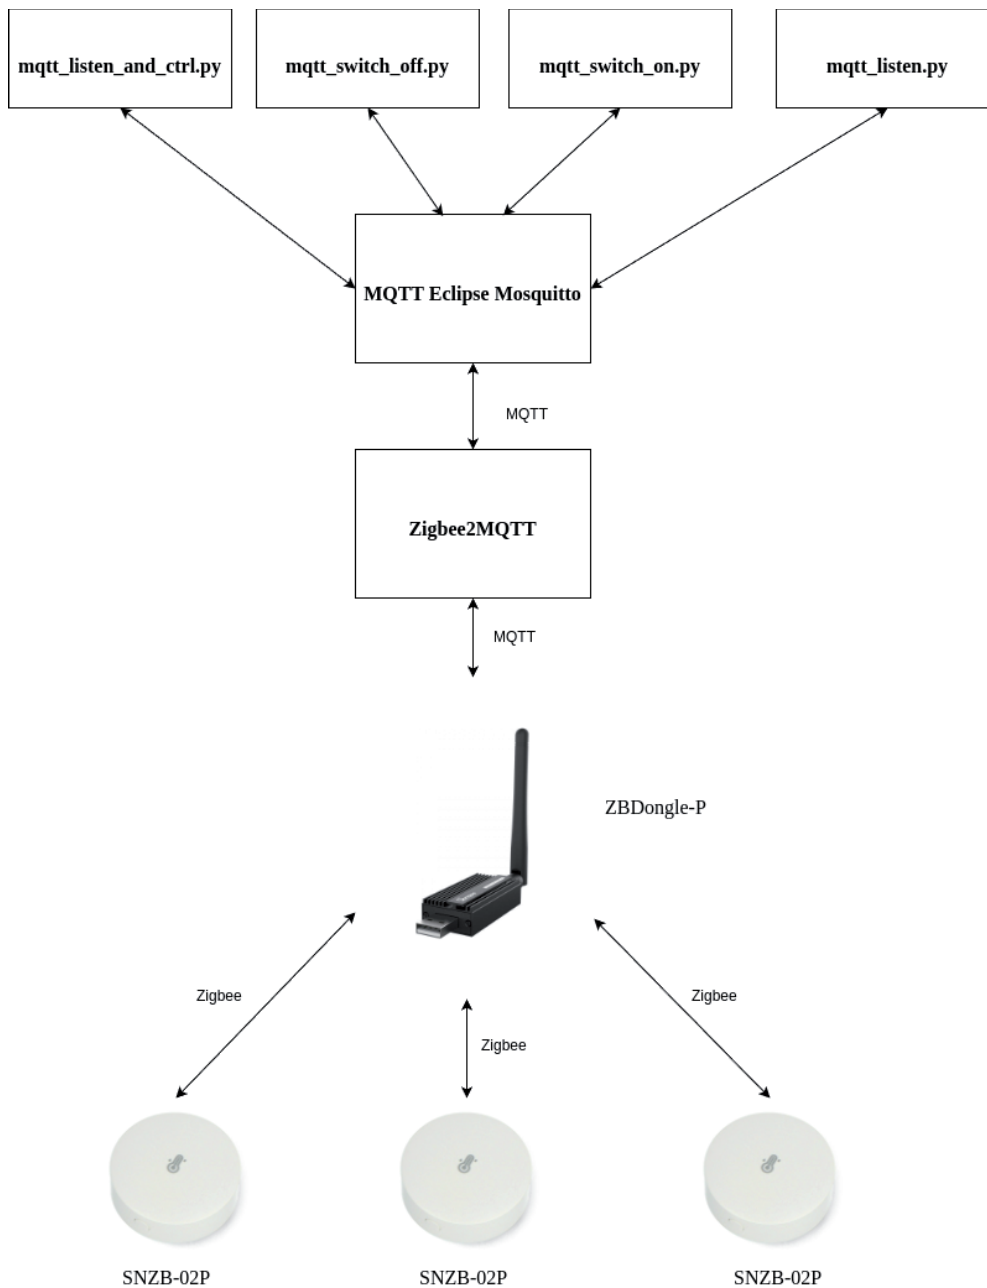 mqtt_listen_and_ctrl.py
mqtt_switch_off.py
mqtt_switch_on.py
mqtt_listen.py
MQTT Eclipse Mosquitto
MQTT
Zigbee2MQTT
MQTT
ZBDongle-P
Zigbee
Zigbee
Zigbee
SNZB-02P
SNZB-02P
SNZB-02P